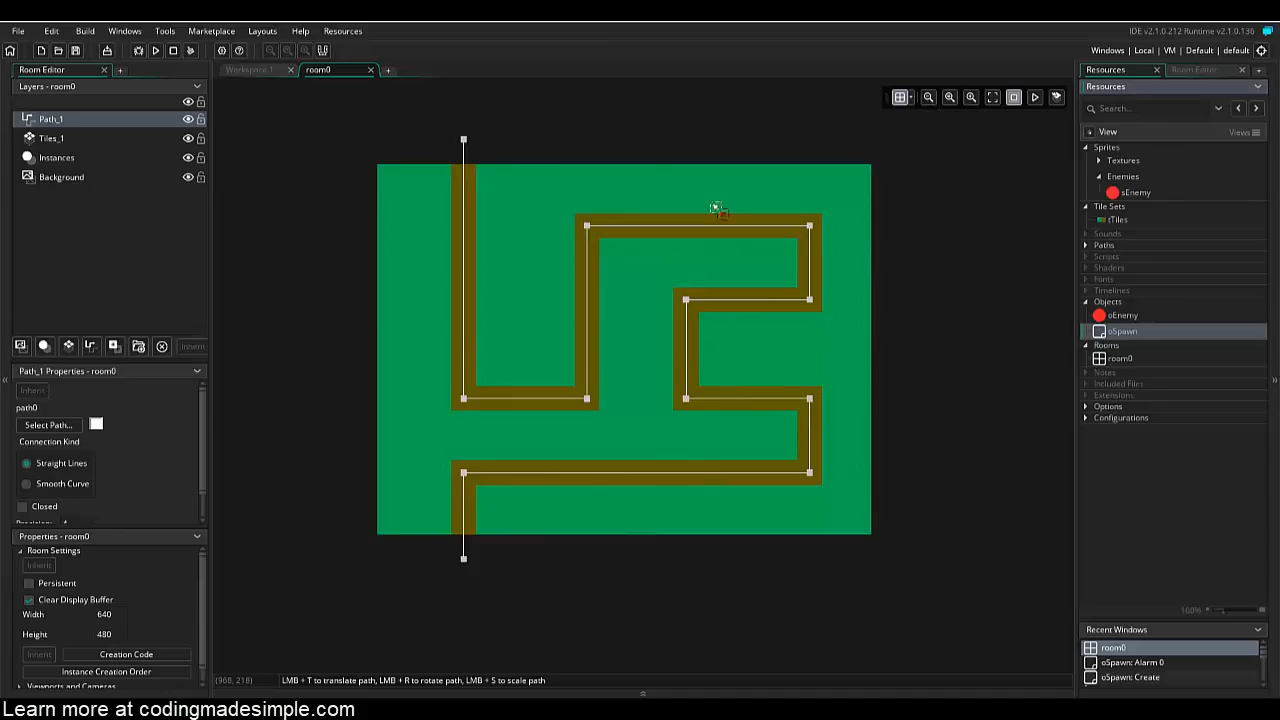 File Edit Build Windows Tools Marketplace Layouts Help Resources
IDE v2.1.0.212 Runtime v2.1.0.136
Windows | Local | VM | Default | default
Room Editor
Workspace 1
room0
Resources
Room Editor
Layers - room0
Resources
Search...
Path_1
View
Views
Tiles_1
Sprites
Instances
Textures
Background
Enemies
sEnemy
Tile Sets
tTiles
Sounds
Paths
Scripts
Shaders
Fonts
Timelines
Objects
oEnemy
oSpawn
Rooms
room0
Notes
Included Files
Extensions
Options
Configurations
Inherit
Path_1 Properties - room0
Inherit
path0
Select Path...
Connection Kind
Straight Lines
Smooth Curve
Closed
Properties - room0
Room Settings
Inherit
Persistent
Clear Display Buffer
Width 640
Height 480
Inherit
Creation Code
Instance Creation Order
Viewports and Cameras
100%
Recent Windows
room0
oSpawn: Alarm 0
oSpawn: Create
(968, 218)
LMB + T to translate path, LMB + R to rotate path, LMB + S to scale path
Learn more at codingmadesimple.com